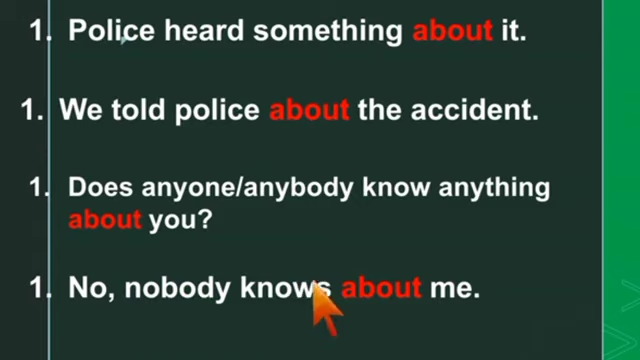 1. Police heard something about it.
1. We told police about the accident.
1. Does anyone/anybody know anything
about you?
1. No, nobody knows about me.